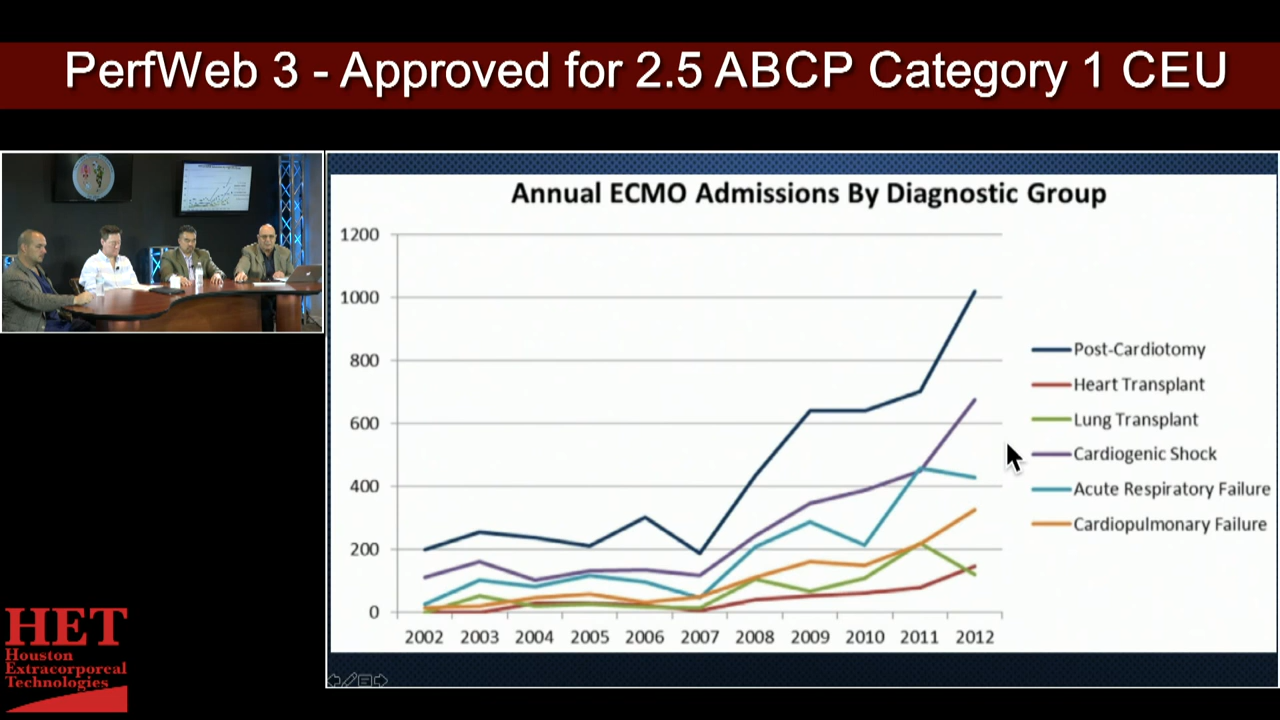 PerfWeb 3 - Approved for 2.5 ABCP Category 1 CEU
Annual ECMO Admissions By Diagnostic Group
1200
1000
800
600
400
200
0
2002 2003 2004 2005 2006 2007 2008 2009 2010 2011 2012
Post-Cardiotomy
Heart Transplant
Lung Transplant
Cardiogenic Shock
Acute Respiratory Failure
Cardiopulmonary Failure
HET
Houston
Extracorporeal
Technologies